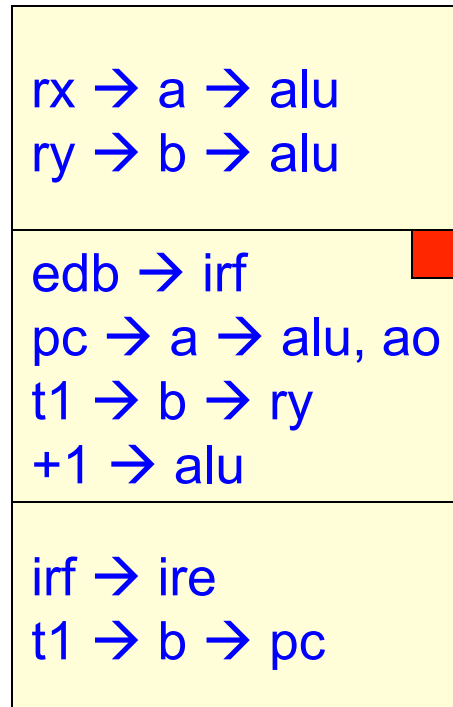 rx → a → alu
ry → b → alu
edb → irf
pc → a → alu, ao
t1 → b → ry
+1 → alu
irf → ire
t1 → b → pc